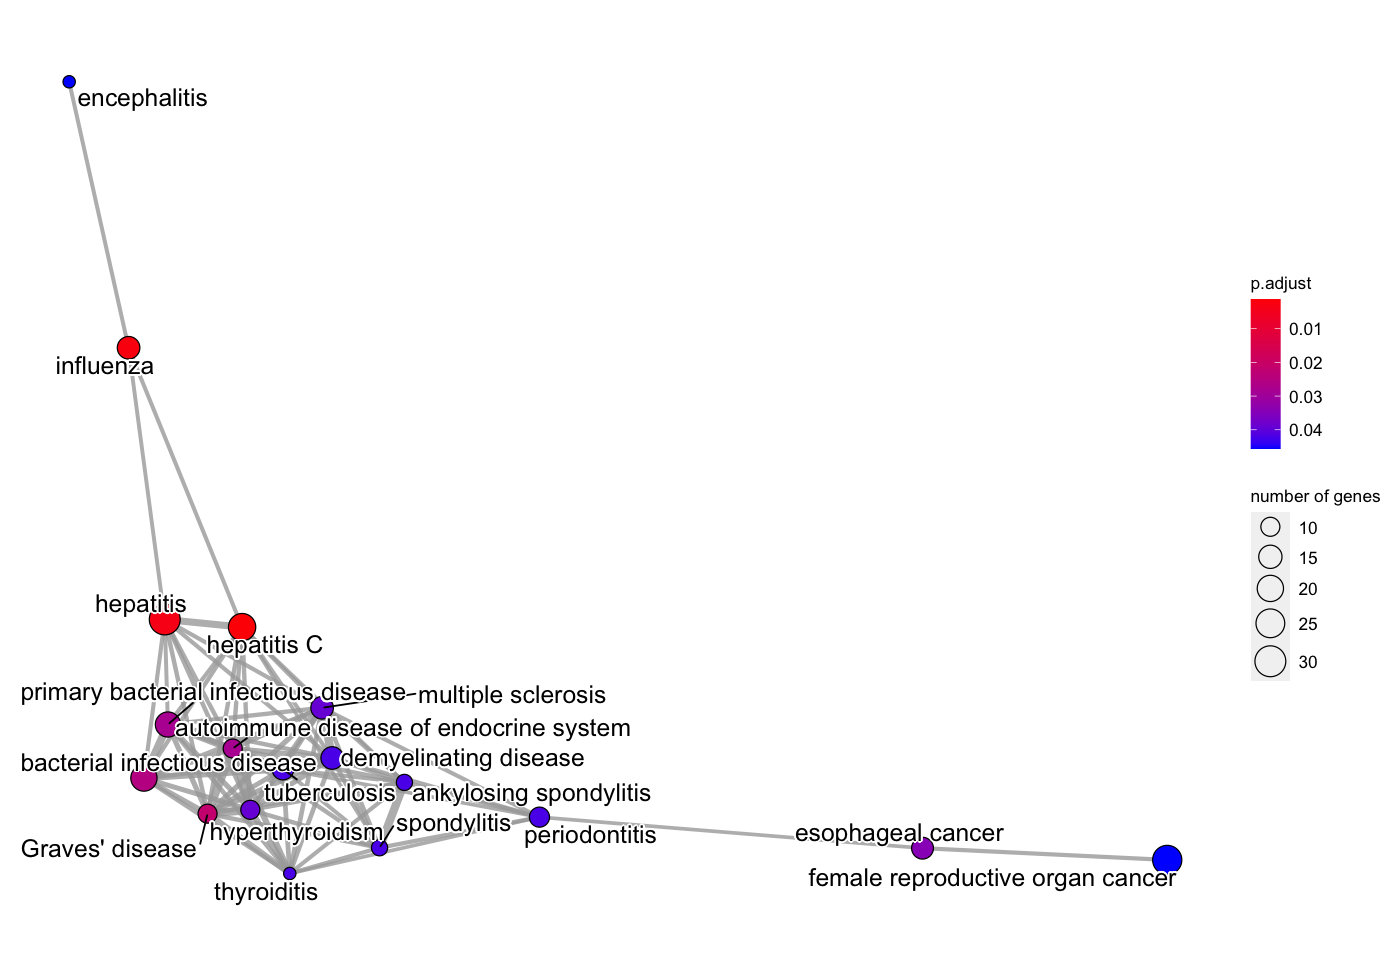 encephalitis
influenza
hepatitis
hepatitis C
primary bacterial infectious disease
multiple sclerosis
autoimmune disease of endocrine system
demyelinating disease
bacterial infectious disease
tuberculosis
ankylosing spondylitis
hyperthyroidism
spondylitis
periodontitis
Graves' disease
thyroiditis
esophageal cancer
female reproductive organ cancer
p.adjust
0.01
0.02
0.03
0.04
number of genes
10
15
20
25
30